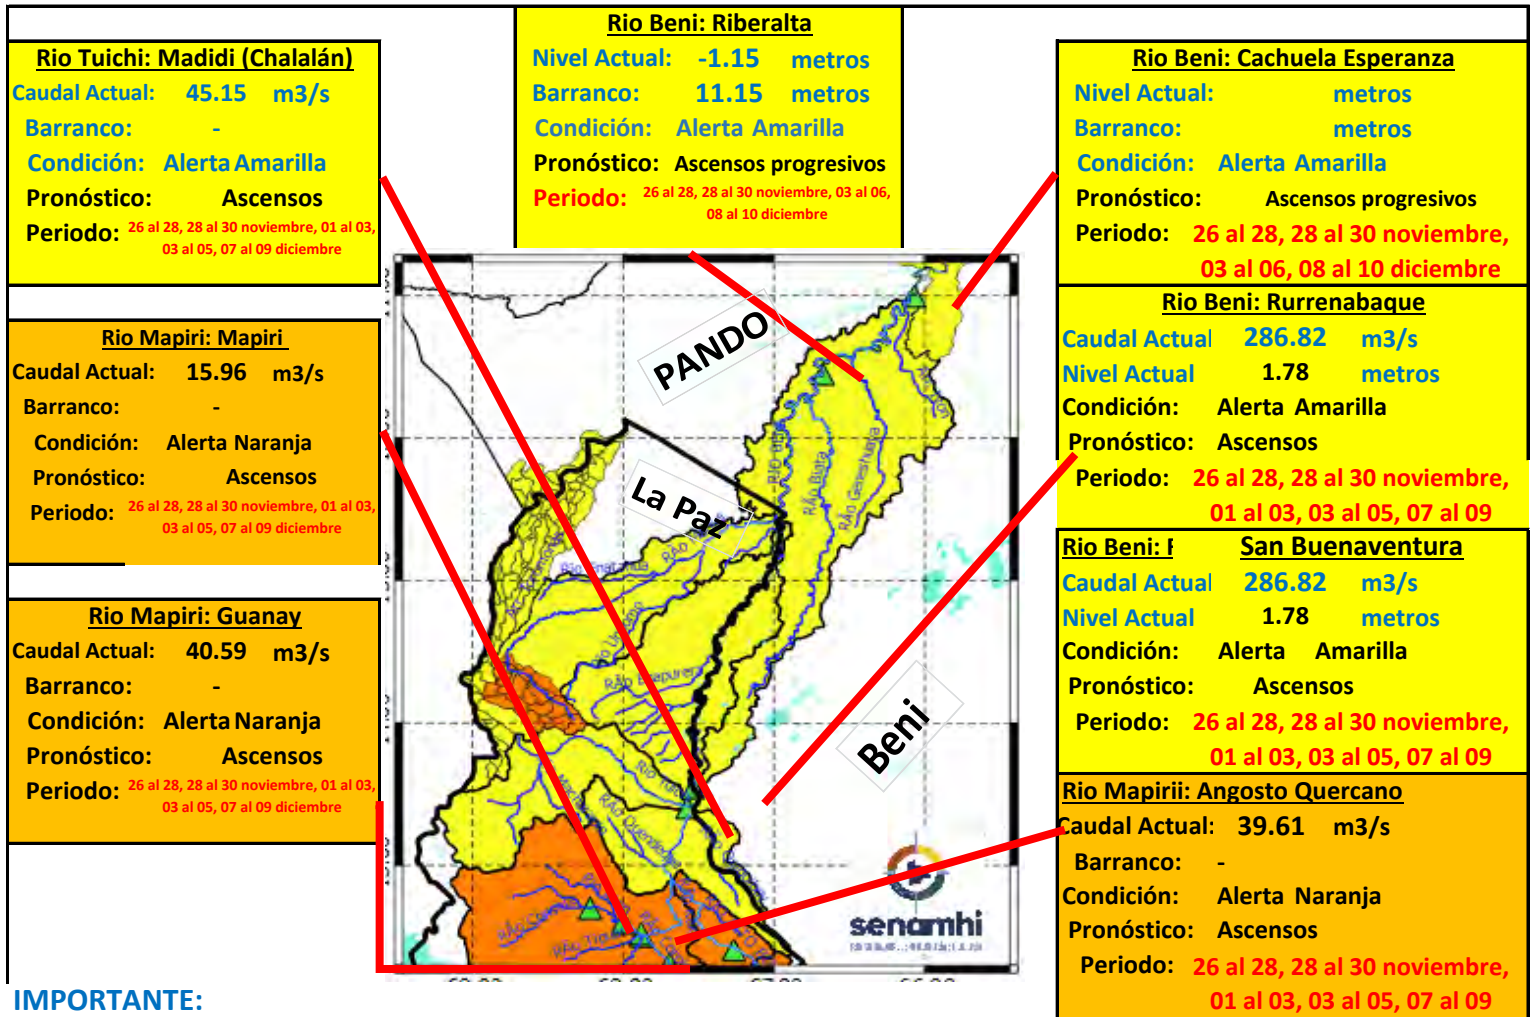 Rio Tuichi: Madidi (Chalalán)
Caudal Actual: 45.15 m3/s
Barranco: -
Condición: Alerta Amarilla
Pronóstico: Ascensos
Periodo: 26 al 28, 28 al 30 noviembre, 01 al 03,
03 al 05, 07 al 09 diciembre
Rio Mapiri: Mapiri
Caudal Actual: 15.96 m3/s
Barranco: -
Condición: Alerta Naranja
Pronóstico: Ascensos
Periodo: 26 al 28, 28 al 30 noviembre, 01 al 03,
03 al 05, 07 al 09 diciembre
Rio Mapiri: Guanay
Caudal Actual: 40.59 m3/s
Barranco: -
Condición: Alerta Naranja
Pronóstico: Ascensos
Periodo: 26 al 28, 28 al 30 noviembre, 01 al 03,
03 al 05, 07 al 09 diciembre
Rio Beni: Riberalta
Nivel Actual: -1.15 metros
Barranco: 11.15 metros
Condición: Alerta Amarilla
Pronóstico: Ascensos progresivos
Periodo: 26 al 28, 28 al 30 noviembre, 03 al 06,
08 al 10 diciembre
PANDO
La Paz
Beni
RÃo Biata
RÃo Geneshuaya
senamhi
Rio Beni: Cachuela Esperanza
Nivel Actual: metros
Barranco: metros
Condición: Alerta Amarilla
Pronóstico: Ascensos progresivos
Periodo: 26 al 28, 28 al 30 noviembre,
03 al 06, 08 al 10 diciembre
Rio Beni: Rurrenabaque
Caudal Actual 286.82 m3/s
Nivel Actual 1.78 metros
Condición: Alerta Amarilla
Pronóstico: Ascensos
Periodo: 26 al 28, 28 al 30 noviembre,
01 al 03, 03 al 05, 07 al 09
Rio Beni: San Buenaventura
Caudal Actual 286.82 m3/s
Nivel Actual 1.78 metros
Condición: Alerta Amarilla
Pronóstico: Ascensos
Periodo: 26 al 28, 28 al 30 noviembre,
01 al 03, 03 al 05, 07 al 09
Rio Mapirii: Angosto Quercano
Caudal Actual: 39.61 m3/s
Barranco: -
Condición: Alerta Naranja
Pronóstico: Ascensos
Periodo: 26 al 28, 28 al 30 noviembre,
01 al 03, 03 al 05, 07 al 09
IMPORTANTE: